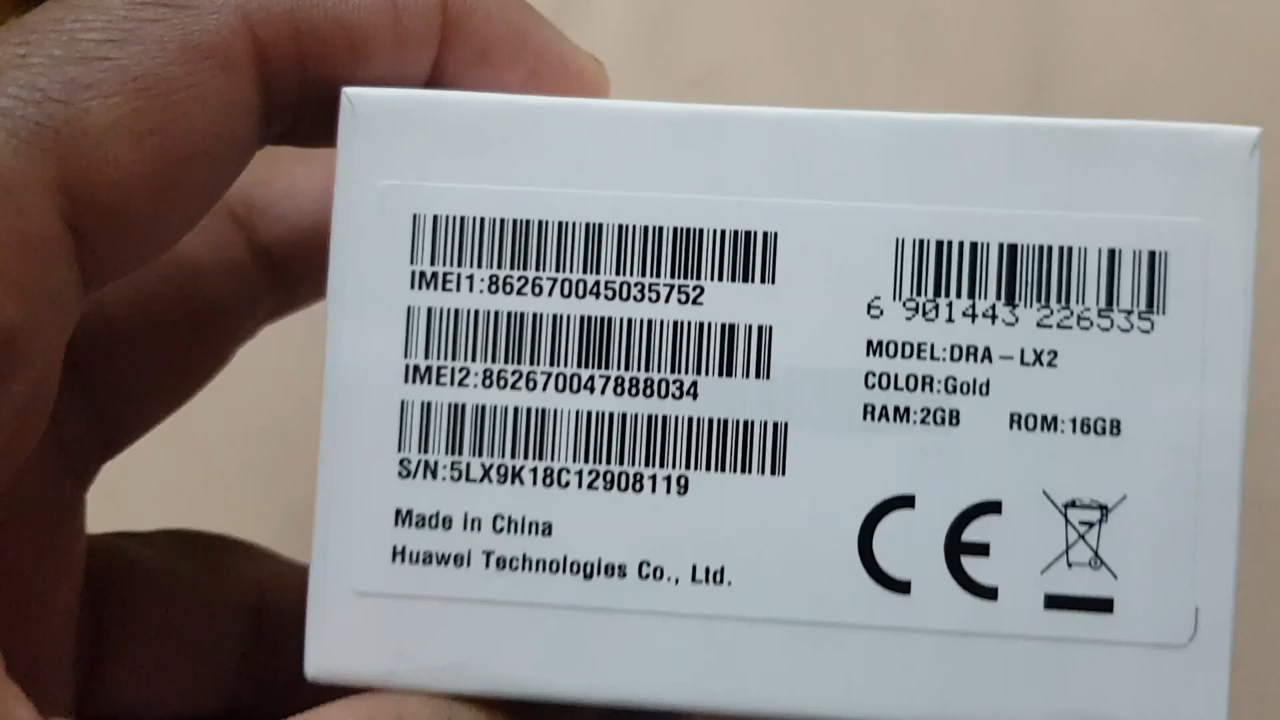 IMEI1:862670045035752
IMEI2:862670047888034
S/N:5LX9K18C12908119
Made in China
Huawei Technologies Co., Ltd.
6 901443 226535
MODEL:DRA-LX2
COLOR:Gold
RAM:2GB ROM:16GB
CE